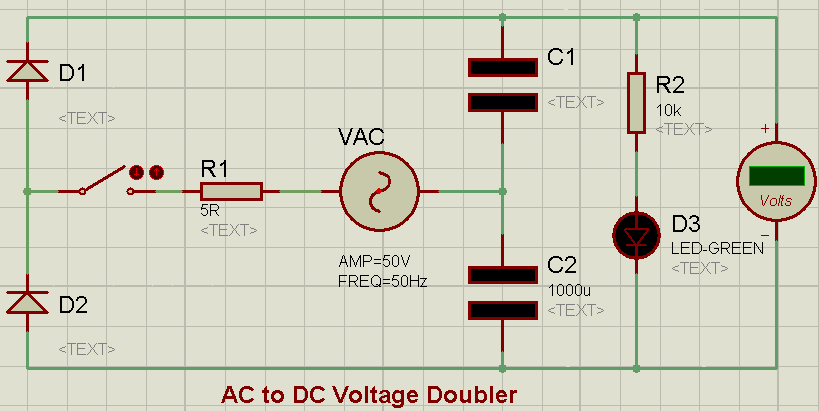 C1
D1
<TEXT>
<TEXT>
R2
10k
<TEXT>
VAC
+
R1
5R
<TEXT>
Volts
D3
LED-GREEN
<TEXT>
−
AMP=50V
FREQ=50Hz
C2
1000u
<TEXT>
D2
<TEXT>
AC to DC Voltage Doubler